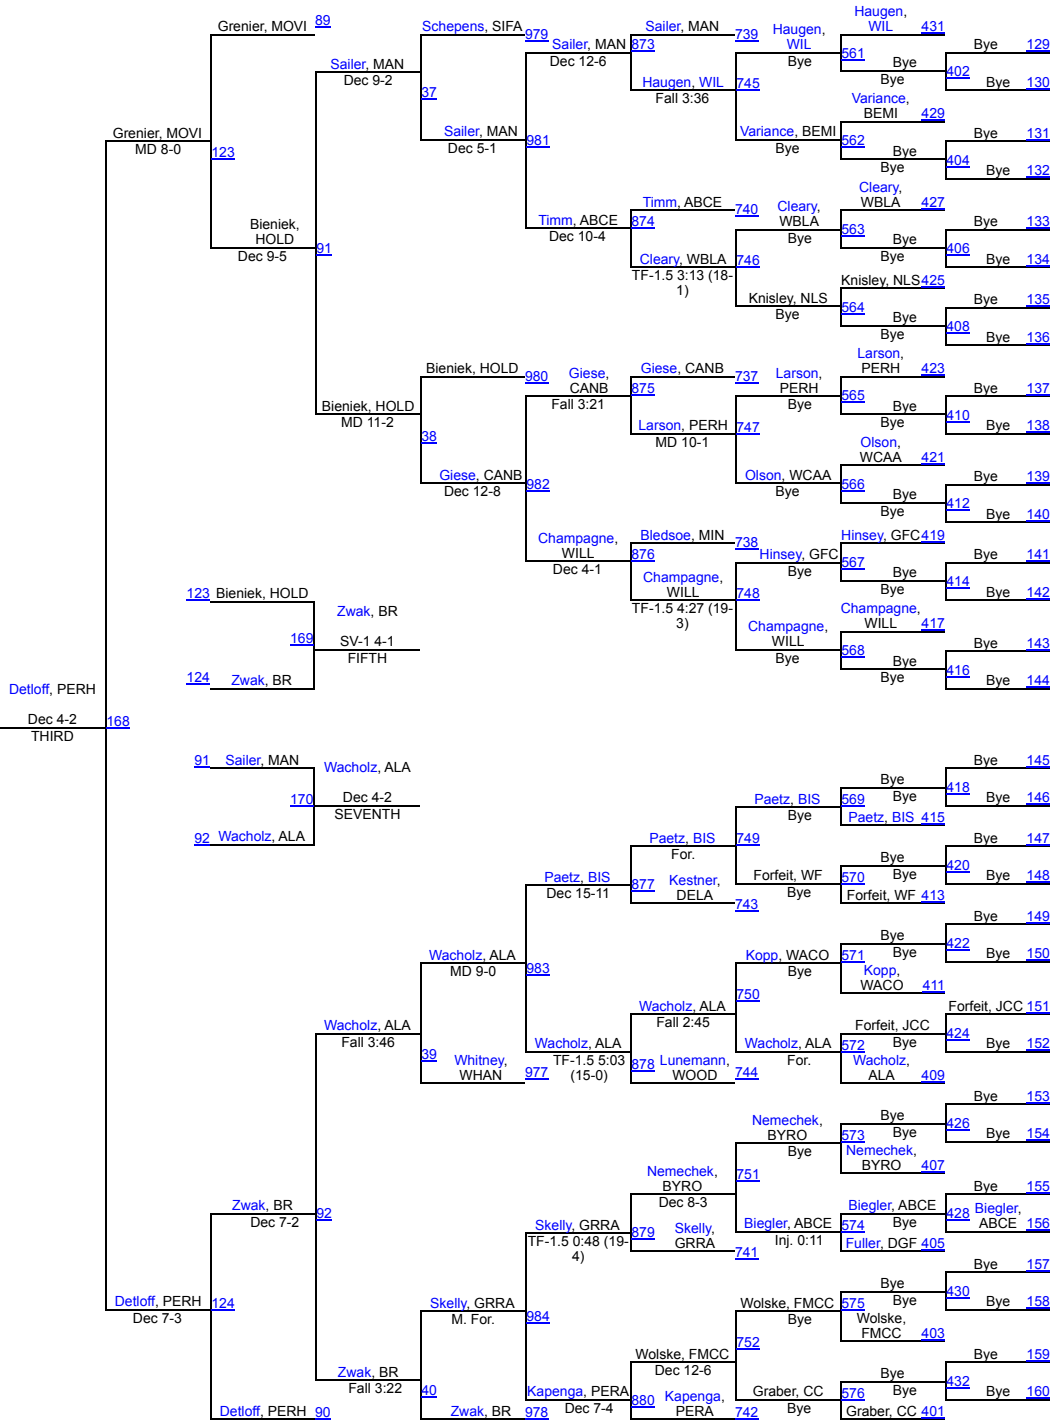 Grenier, MOVI 89
Schepens, SIFA 979
Sailer, MAN 739
Haugen, WIL
Haugen, WIL 431
Bye 129
Sailer, MAN 873
Dec 12-6
Bye 561
Bye
Bye 402
Bye 130
Sailer, MAN
Dec 9-2
37
Haugen, WIL 745
Fall 3:36
Variance, BEMI 429
Sailer, MAN 981
Dec 5-1
Variance, BEMI 562
Bye
Bye
Bye 404
Bye 131
Bye 132
Grenier, MOVI
MD 8-0
123
Timm, ABCE 740
Cleary, WBLA
Bye 563
Cleary, WBLA 427
Bye 133
Timm, ABCE 874
Dec 10-4
Bye
Bye 406
Bye 134
Bieniek, HOLD 91
Dec 9-5
Cleary, WBLA 746
TF-1.5 3:13 (18-1)
Knisley, NLS 425
Knisley, NLS 564
Bye
Bye
Bye 408
Bye 135
Bye 136
Bieniek, HOLD 980
Giese, CANB 875
Fall 3:21
Giese, CANB 737
Larson, PERH 565
Bye
Larson, PERH 423
Bye
Bye 410
Bye 137
Bye 138
Bieniek, HOLD
MD 11-2
38
Larson, PERH 747
MD 10-1
Olson, WCAA 421
Giese, CANB 982
Dec 12-8
Olson, WCAA 566
Bye
Bye
Bye 412
Bye 139
Bye 140
Champagne, WILL 876
Dec 4-1
Bledsoe, MIN 738
Hinsey, GFC 567
Bye
Hinsey, GFC 419
Bye
Bye 414
Bye 141
Bye 142
Champagne, WILL 748
TF-1.5 4:27 (19-3)
Champagne, WILL 417
Champagne, WILL 568
Bye
Bye
Bye 416
Bye 143
Bye 144
123 Bieniek, HOLD
Zwak, BR
169
SV-1 4-1
FIFTH
124 Zwak, BR
Detloff, PERH
Dec 4-2 168
THIRD
91 Sailer, MAN
Wacholz, ALA
170 Dec 4-2
SEVENTH
92 Wacholz, ALA
Bye 145
Bye
Bye 418
Bye 146
Paetz, BIS 569
Bye
Paetz, BIS 415
Paetz, BIS 749
For.
Bye 147
Bye
Bye 420
Bye 148
Paetz, BIS 877
Dec 15-11
Kestner, DELA 743
Forfeit, WF 570
Bye
Forfeit, WF 413
Bye 149
Wacholz, ALA 983
MD 9-0
Kopp, WACO 571
Bye
Bye
Bye 422
Bye 150
Kopp, WACO 411
Wacholz, ALA 750
Fall 2:45
Forfeit, JCC 151
Wacholz, ALA
Fall 3:46
39
Wacholz, ALA 878
TF-1.5 5:03 (15-0)
Wacholz, ALA 572
For.
Forfeit, JCC
Bye 424
Bye 152
Whitney, WHAN 977
Lunemann, WOOD 744
Wacholz, ALA 409
Bye 153
Nemechek, BYRO 573
Bye
Bye
Bye 426
Bye 154
Nemechek, BYRO 407
Nemechek, BYRO 751
Dec 8-3
Bye 155
Zwak, BR 92
Dec 7-2
Skelly, GRRA 879
TF-1.5 0:48 (19-4)
Skelly, GRRA 741
Biegler, ABCE 574
Inj. 0:11
Biegler, ABCE
Bye 428
Biegler, ABCE 156
Fuller, DGF 405
Bye 157
Detloff, PERH 124
Dec 7-3
Skelly, GRRA 984
M. For.
Wolske, FMCC 575
Bye
Bye
Bye 430
Bye 158
Wolske, FMCC 403
Wolske, FMCC 752
Dec 12-6
Bye 159
Zwak, BR
Fall 3:22
40
Kapenga, PERA 880
Dec 7-4
Kapenga, PERA 742
Graber, CC 576
Bye
Bye
Bye 432
Bye 160
Detloff, PERH 90
Zwak, BR 978
Graber, CC 401